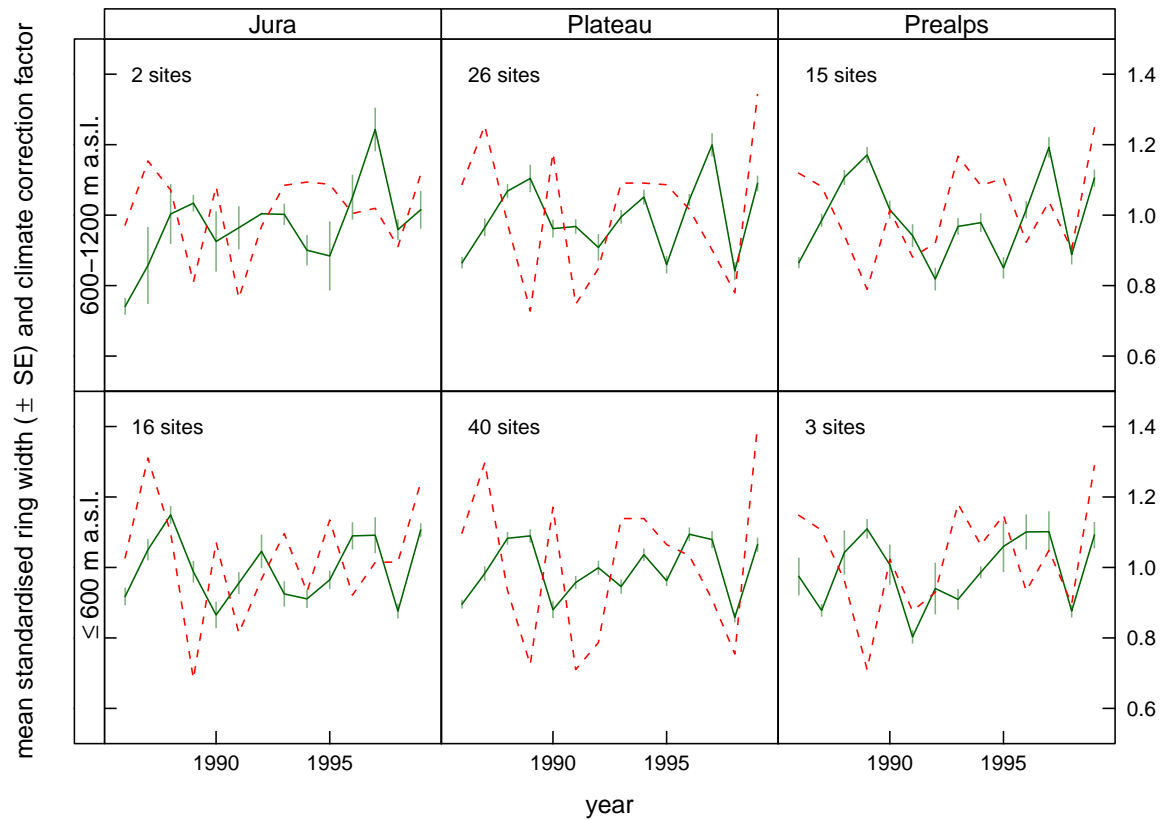 Jura Plateau Prealps
mean standardised ring width (± SE) and climate correction factor
600–1200 m a.s.l.
2 sites 26 sites 15 sites
1.4
1.2
1.0
0.8
0.6
≤ 600 m a.s.l.
16 sites 40 sites 3 sites
1.4
1.2
1.0
0.8
0.6
1990 1995 1990 1995 1990 1995
year